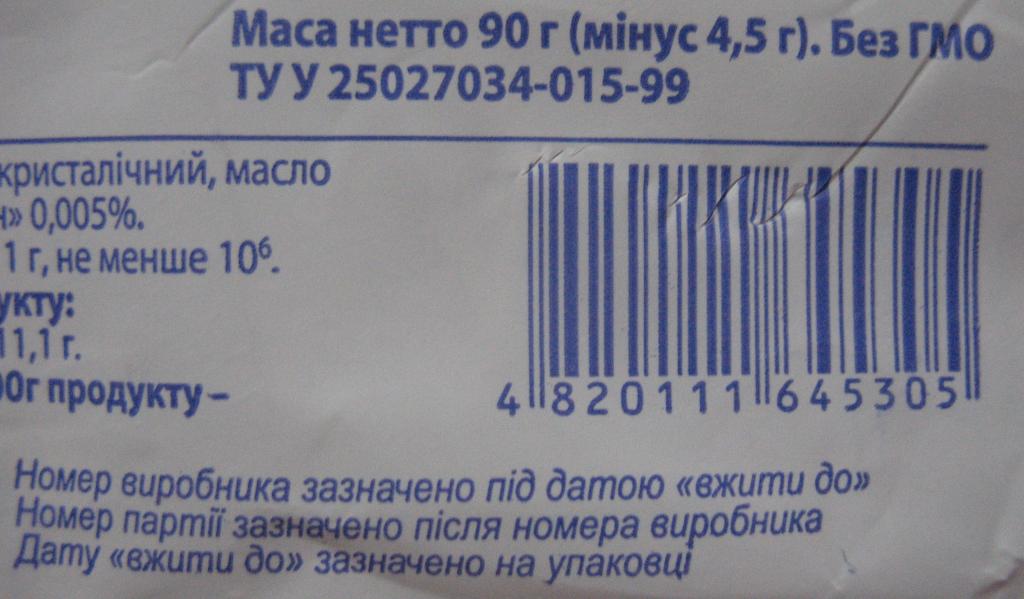 Маса нетто 90 г (мінус 4,5 г). Без ГМО
ТУ У 25027034-015-99
кристалічний, масло
н» 0,005%.
1 г, не менше 10⁶.
укту:
11,1 г.
00г продукту –
4 820111 645305
Номер виробника зазначено під датою «вжити до»
Номер партії зазначено після номера виробника
Дату «вжити до» зазначено на упаковці